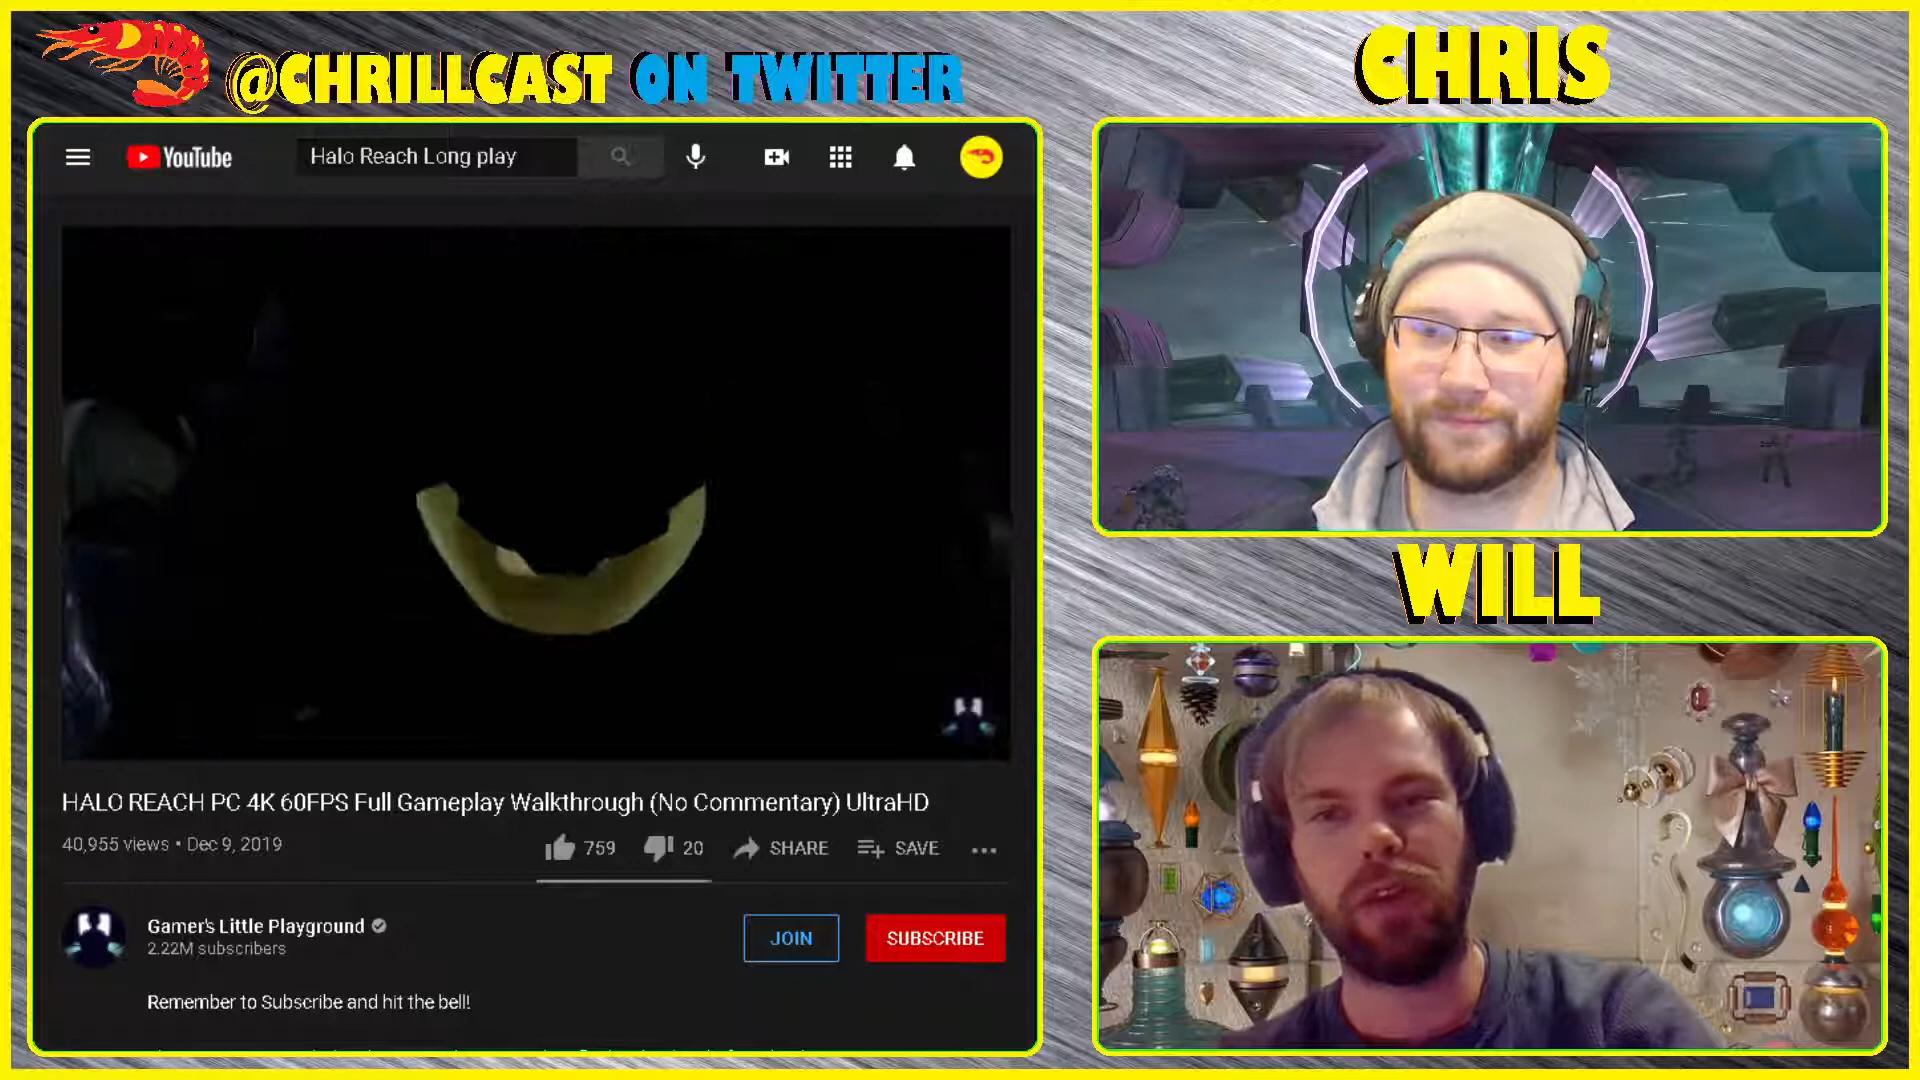 @CHRILLCAST ON TWITTER
CHRIS
YouTube
Halo Reach Long play
HALO REACH PC 4K 60FPS Full Gameplay Walkthrough (No Commentary) UltraHD
40,955 views • Dec 9, 2019
759
20
SHARE
SAVE
Gamer's Little Playground
2.22M subscribers
JOIN
SUBSCRIBE
Remember to Subscribe and hit the bell!
WILL